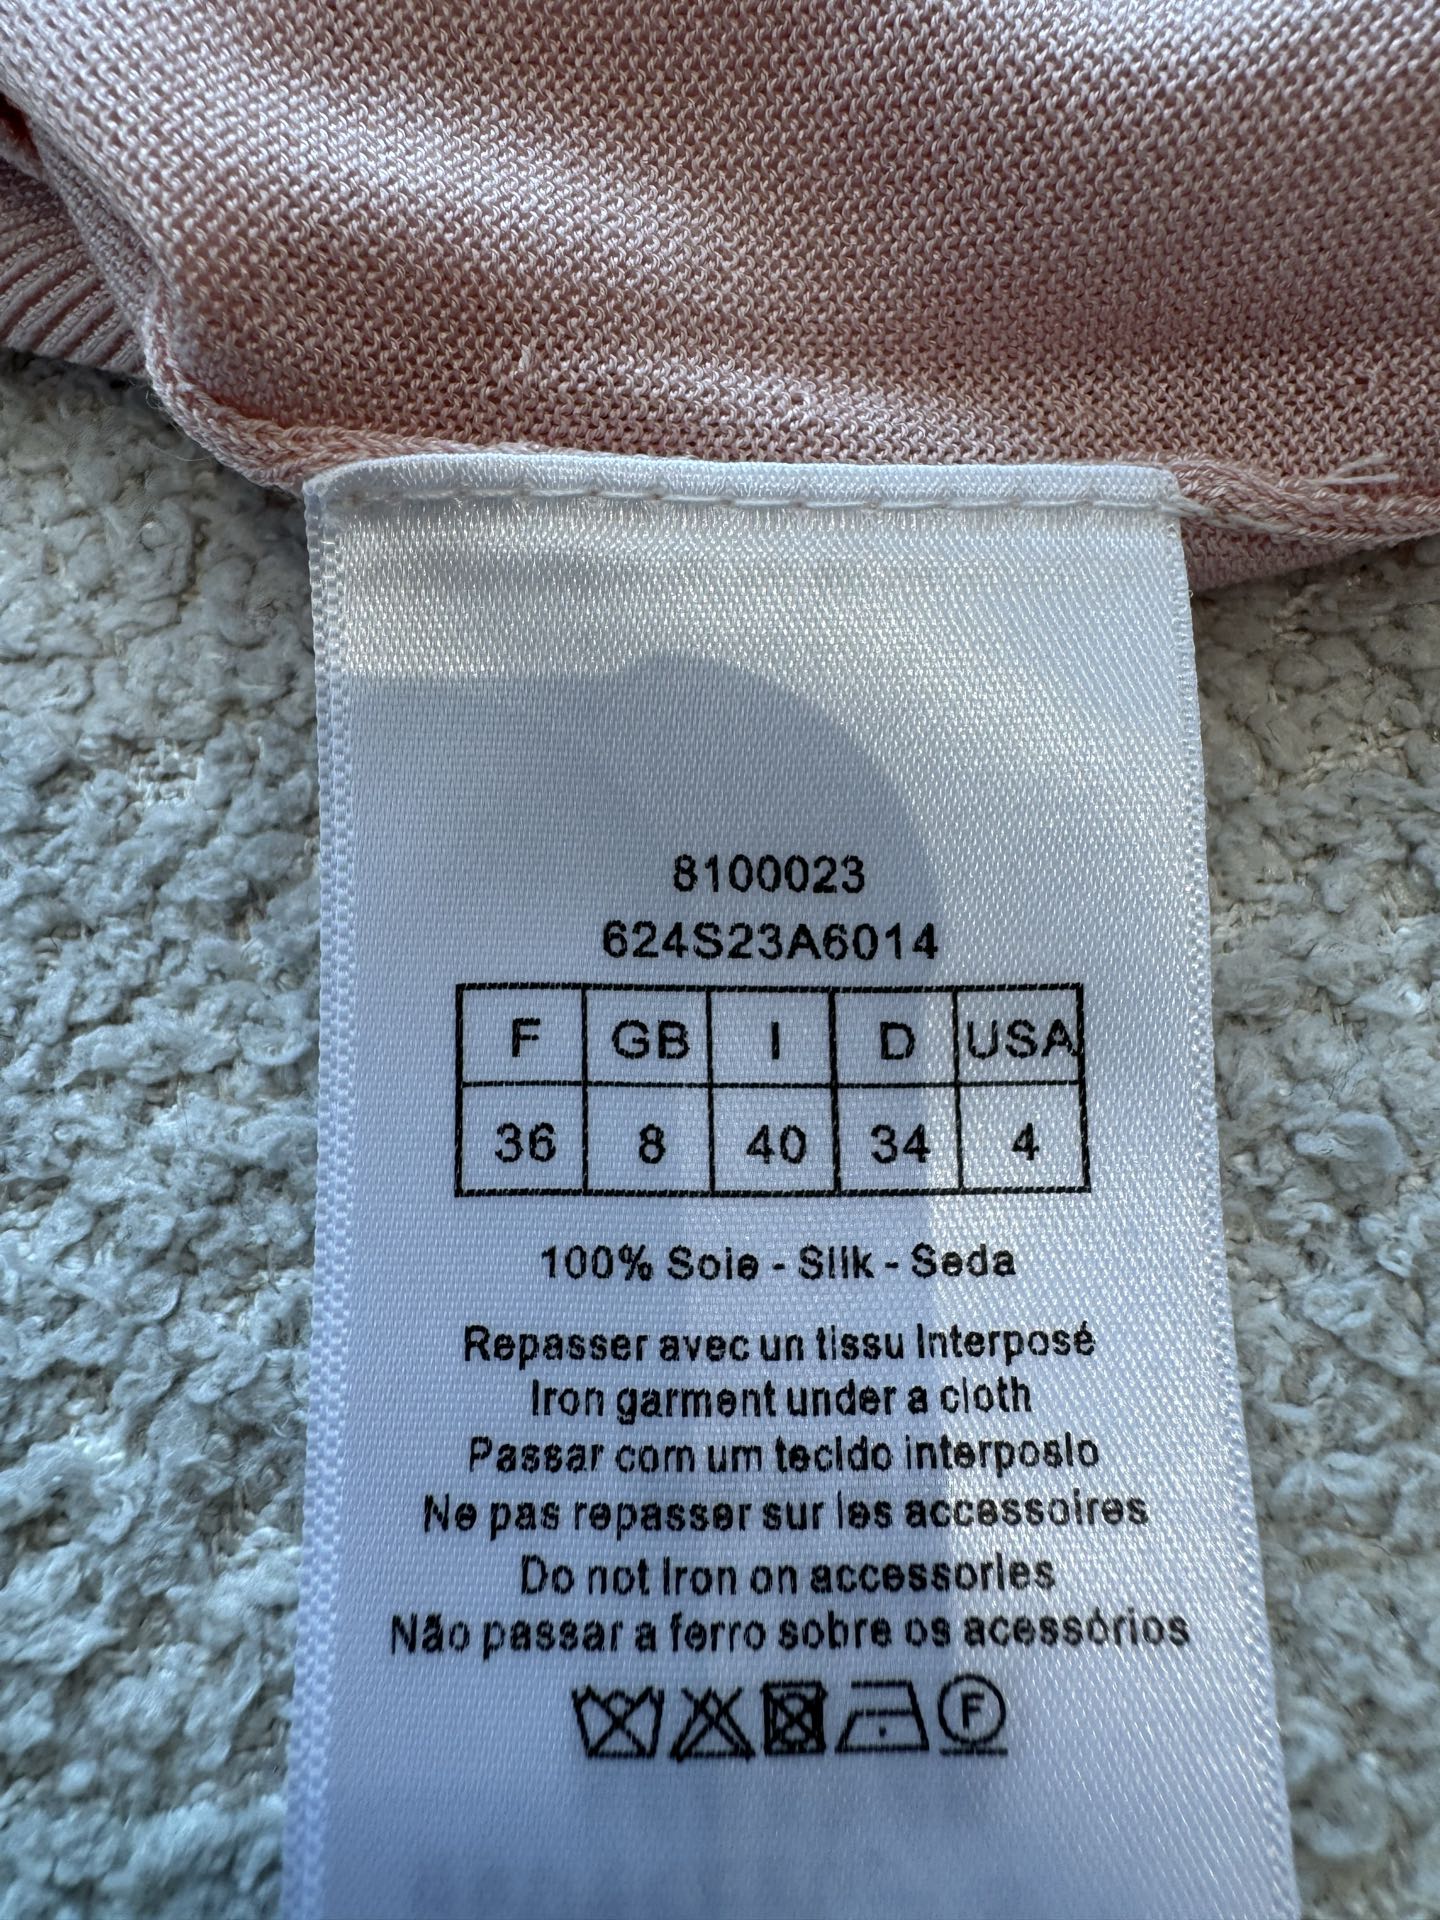 8100023
624S23A6014
F GB I D USA
36 8 40 34 4
100% Soie - Silk - Seda
Repasser avec un tissu Interposé
Iron garment under a cloth
Passar com um tecido interposio
Ne pas repasser sur les accessoires
Do not Iron on accessories
Não passar a ferro sobre os acessórios
F